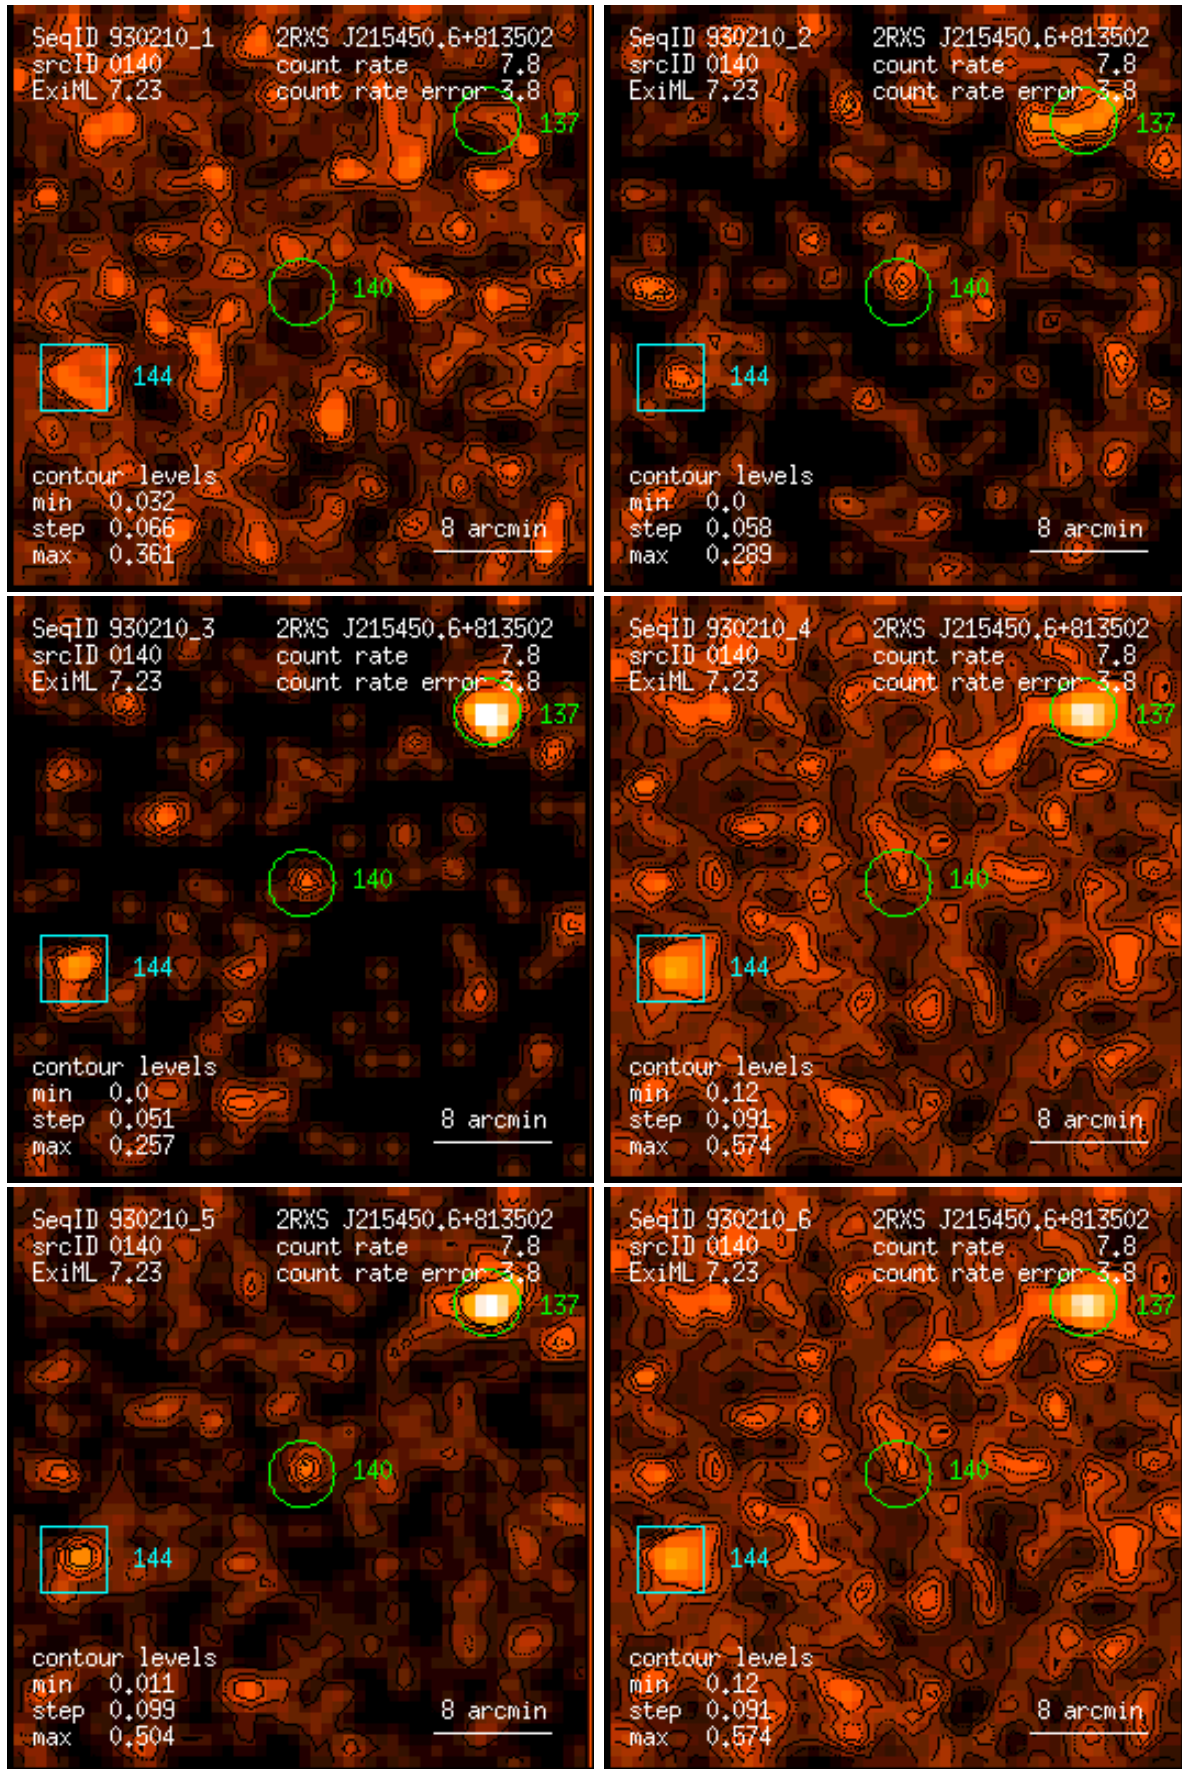 SeqID 930210_1 2RXS J215450.6+813502
srcID 0140 count rate 7.8
ExiML 7.23 count rate error 3.8
137
140
144
contour levels
min 0.032
step 0.066
max 0.361
8 arcmin
SeqID 930210_2 2RXS J215450.6+813502
srcID 0140 count rate 7.8
ExiML 7.23 count rate error 3.8
137
140
144
contour levels
min 0.0
step 0.058
max 0.289
8 arcmin
SeqID 930210_3 2RXS J215450.6+813502
srcID 0140 count rate 7.8
ExiML 7.23 count rate error 3.8
137
140
144
contour levels
min 0.0
step 0.051
max 0.257
8 arcmin
SeqID 930210_4 2RXS J215450.6+813502
srcID 0140 count rate 7.8
ExiML 7.23 count rate error 3.8
137
140
144
contour levels
min 0.12
step 0.091
max 0.574
8 arcmin
SeqID 930210_5 2RXS J215450.6+813502
srcID 0140 count rate 7.8
ExiML 7.23 count rate error 3.8
137
140
144
contour levels
min 0.011
step 0.099
max 0.504
8 arcmin
SeqID 930210_6 2RXS J215450.6+813502
srcID 0140 count rate 7.8
ExiML 7.23 count rate error 3.8
137
140
144
contour levels
min 0.12
step 0.091
max 0.574
8 arcmin